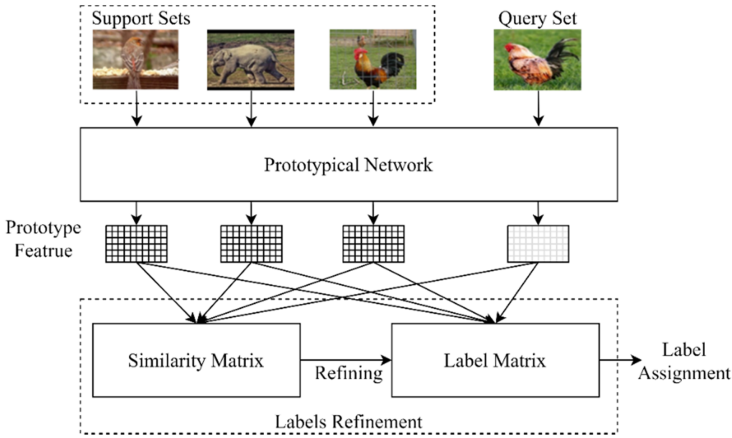 Support Sets
Query Set
Prototypical Network
Prototype
Featrue
Similarity Matrix
Refining
Label Matrix
Label
Assignment
Labels Refinement